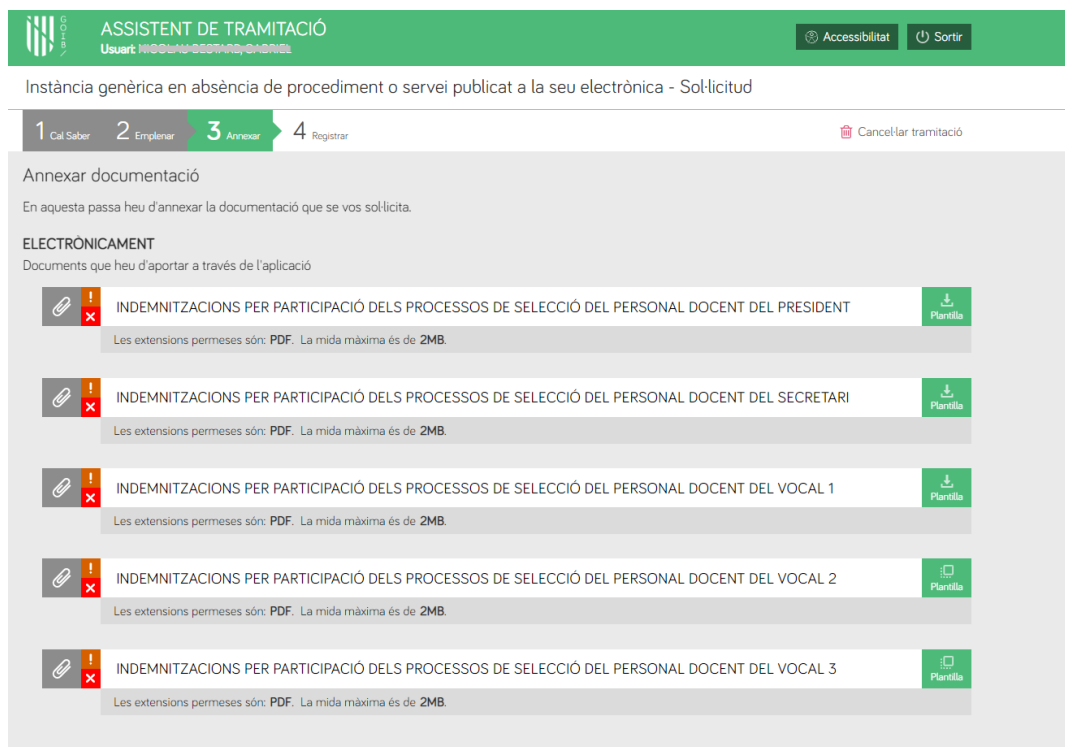 GOIB/
ASSISTENT DE TRAMITACIÓ
Usuari:
Accessibilitat
Sortir
Instància genèrica en absència de procediment o servei publicat a la seu electrònica - Sol·licitud
1 Cal Saber 2 Emplenar 3 Annexar 4 Registrar
Cancel·lar tramitació
Annexar documentació
En aquesta passa heu d'annexar la documentació que se vos sol·licita.
ELECTRÒNICAMENT
Documents que heu d'aportar a través de l'aplicació
INDEMNITZACIONS PER PARTICIPACIÓ DELS PROCESSOS DE SELECCIÓ DEL PERSONAL DOCENT DEL PRESIDENT
Plantilla
Les extensions permeses són: PDF. La mida màxima és de 2MB.
INDEMNITZACIONS PER PARTICIPACIÓ DELS PROCESSOS DE SELECCIÓ DEL PERSONAL DOCENT DEL SECRETARI
Plantilla
Les extensions permeses són: PDF. La mida màxima és de 2MB.
INDEMNITZACIONS PER PARTICIPACIÓ DELS PROCESSOS DE SELECCIÓ DEL PERSONAL DOCENT DEL VOCAL 1
Plantilla
Les extensions permeses són: PDF. La mida màxima és de 2MB.
INDEMNITZACIONS PER PARTICIPACIÓ DELS PROCESSOS DE SELECCIÓ DEL PERSONAL DOCENT DEL VOCAL 2
Plantilla
Les extensions permeses són: PDF. La mida màxima és de 2MB.
INDEMNITZACIONS PER PARTICIPACIÓ DELS PROCESSOS DE SELECCIÓ DEL PERSONAL DOCENT DEL VOCAL 3
Plantilla
Les extensions permeses són: PDF. La mida màxima és de 2MB.